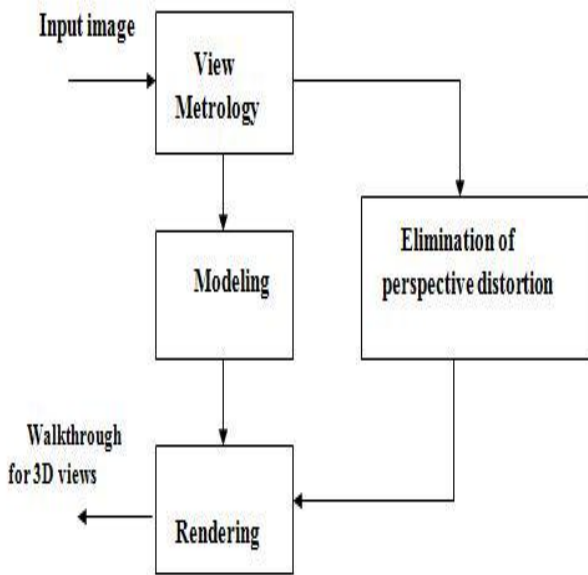 Input image
View
Metrology
Elimination of
perspective distortion
Modeling
Walkthrough
for 3D views
Rendering